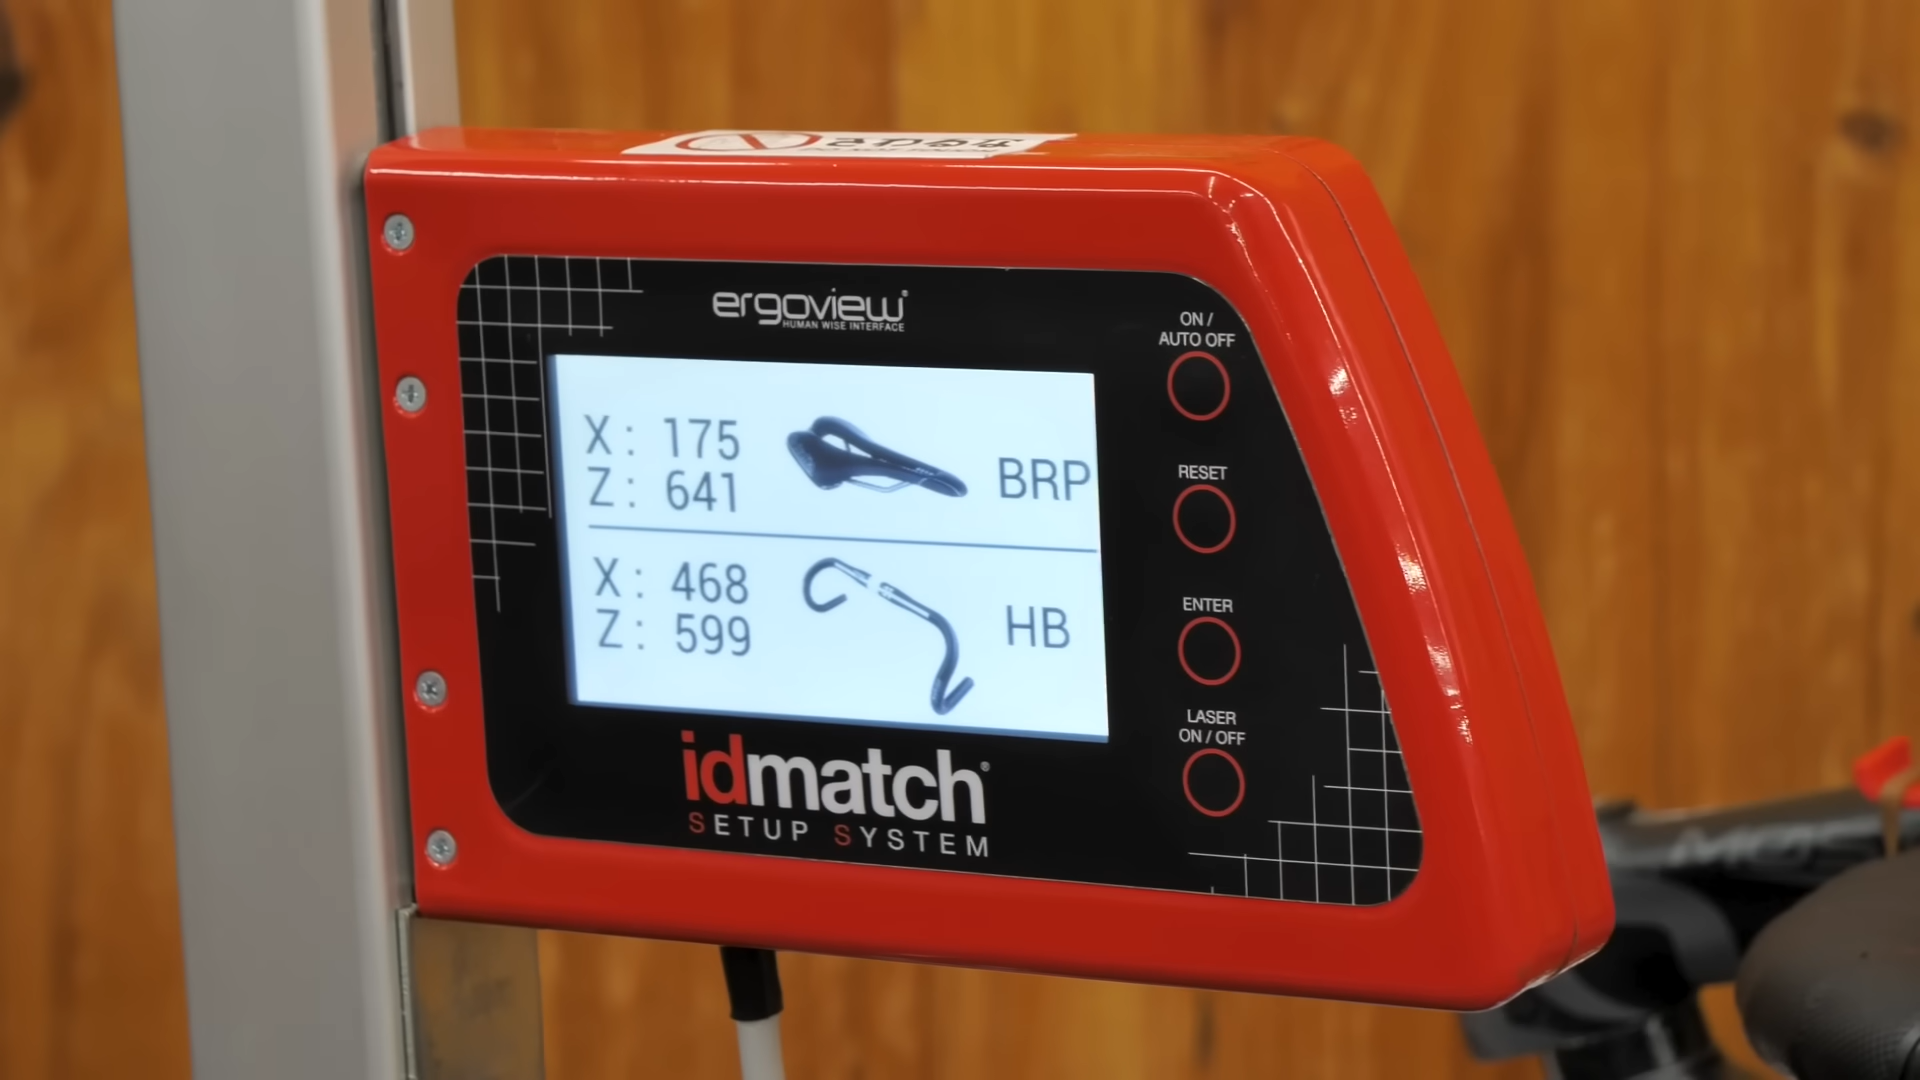 ergoview®
HUMAN WISE INTERFACE
ON /
AUTO OFF
X : 175
Z : 641
BRP
RESET
X : 468
Z : 599
HB
ENTER
LASER
ON / OFF
idmatch®
SETUP SYSTEM